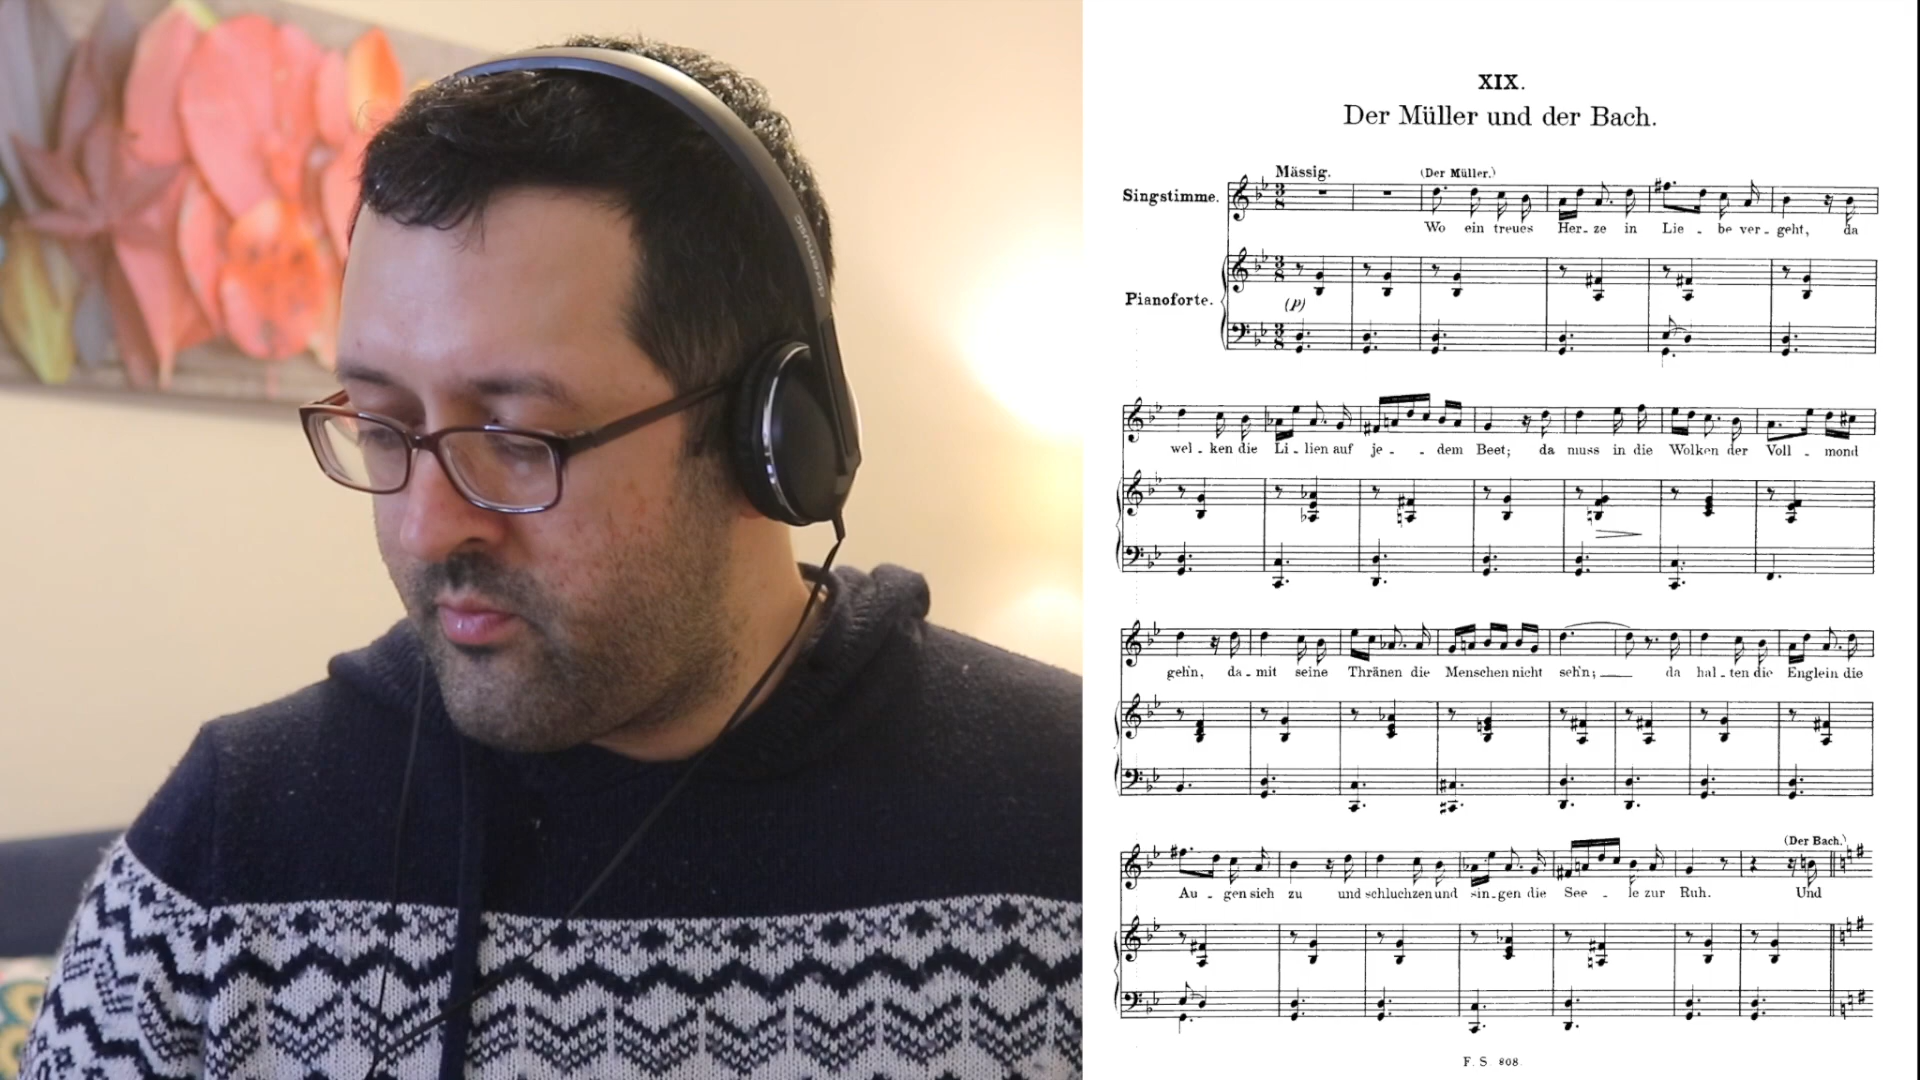 XIX.
Der Müller und der Bach.
Mässig.
(Der Müller.)
Singstimme.
Wo ein treues Her-ze in Lie - be ver-geht, da
Pianoforte.
(p)
wel-ken die Li-lien auf je - - dem Beet; da muss in die Wolken der Voll - mond
geh'n, da-mit seine Thränen die Menschen nicht seh'n; da hal-ten die Englein die
(Der Bach.)
Au - gen sich zu und schluchzen und sin-gen die See - le zur Ruh. Und
F. S. 808